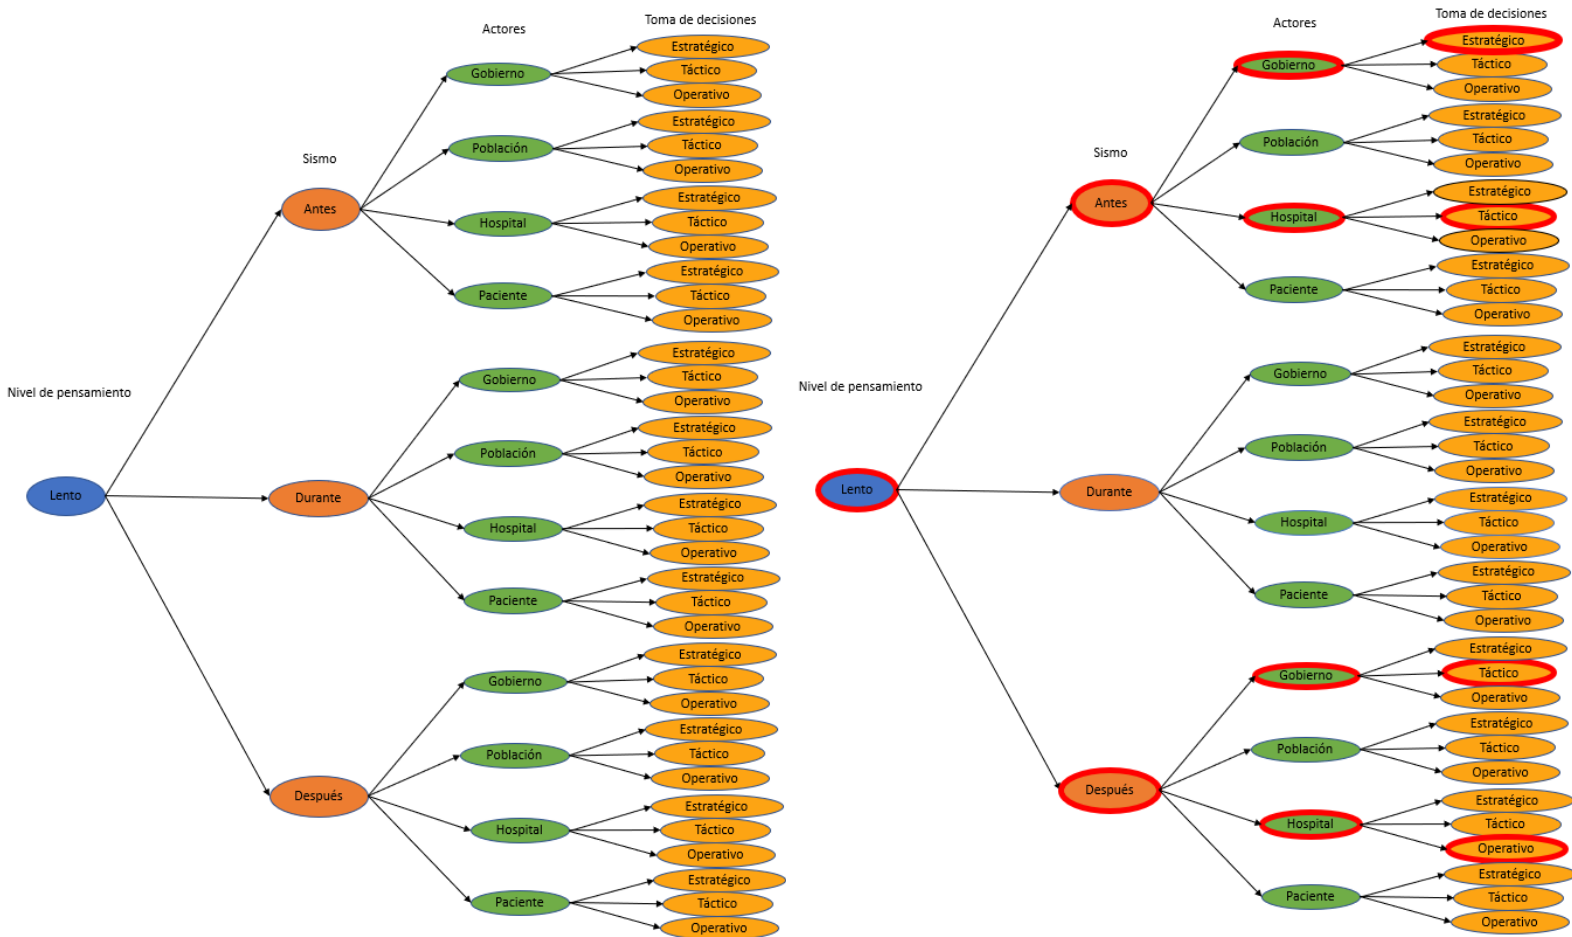 Toma de decisiones
Actores
Estratégico
Gobierno
Táctico
Operativo
Estratégico
Población
Táctico
Operativo
Sismo
Estratégico
Antes
Hospital
Táctico
Operativo
Estratégico
Paciente
Táctico
Operativo
Estratégico
Gobierno
Táctico
Operativo
Nivel de pensamiento
Estratégico
Población
Táctico
Operativo
Lento
Durante
Estratégico
Hospital
Táctico
Operativo
Estratégico
Paciente
Táctico
Operativo
Estratégico
Gobierno
Táctico
Operativo
Estratégico
Población
Táctico
Operativo
Después
Estratégico
Hospital
Táctico
Operativo
Estratégico
Paciente
Táctico
Operativo
Toma de decisiones
Actores
Estratégico
Gobierno
Táctico
Operativo
Estratégico
Población
Táctico
Operativo
Sismo
Estratégico
Antes
Hospital
Táctico
Operativo
Estratégico
Paciente
Táctico
Operativo
Estratégico
Gobierno
Táctico
Operativo
Nivel de pensamiento
Estratégico
Población
Táctico
Operativo
Lento
Durante
Estratégico
Hospital
Táctico
Operativo
Estratégico
Paciente
Táctico
Operativo
Estratégico
Gobierno
Táctico
Operativo
Estratégico
Población
Táctico
Operativo
Después
Estratégico
Hospital
Táctico
Operativo
Estratégico
Paciente
Táctico
Operativo